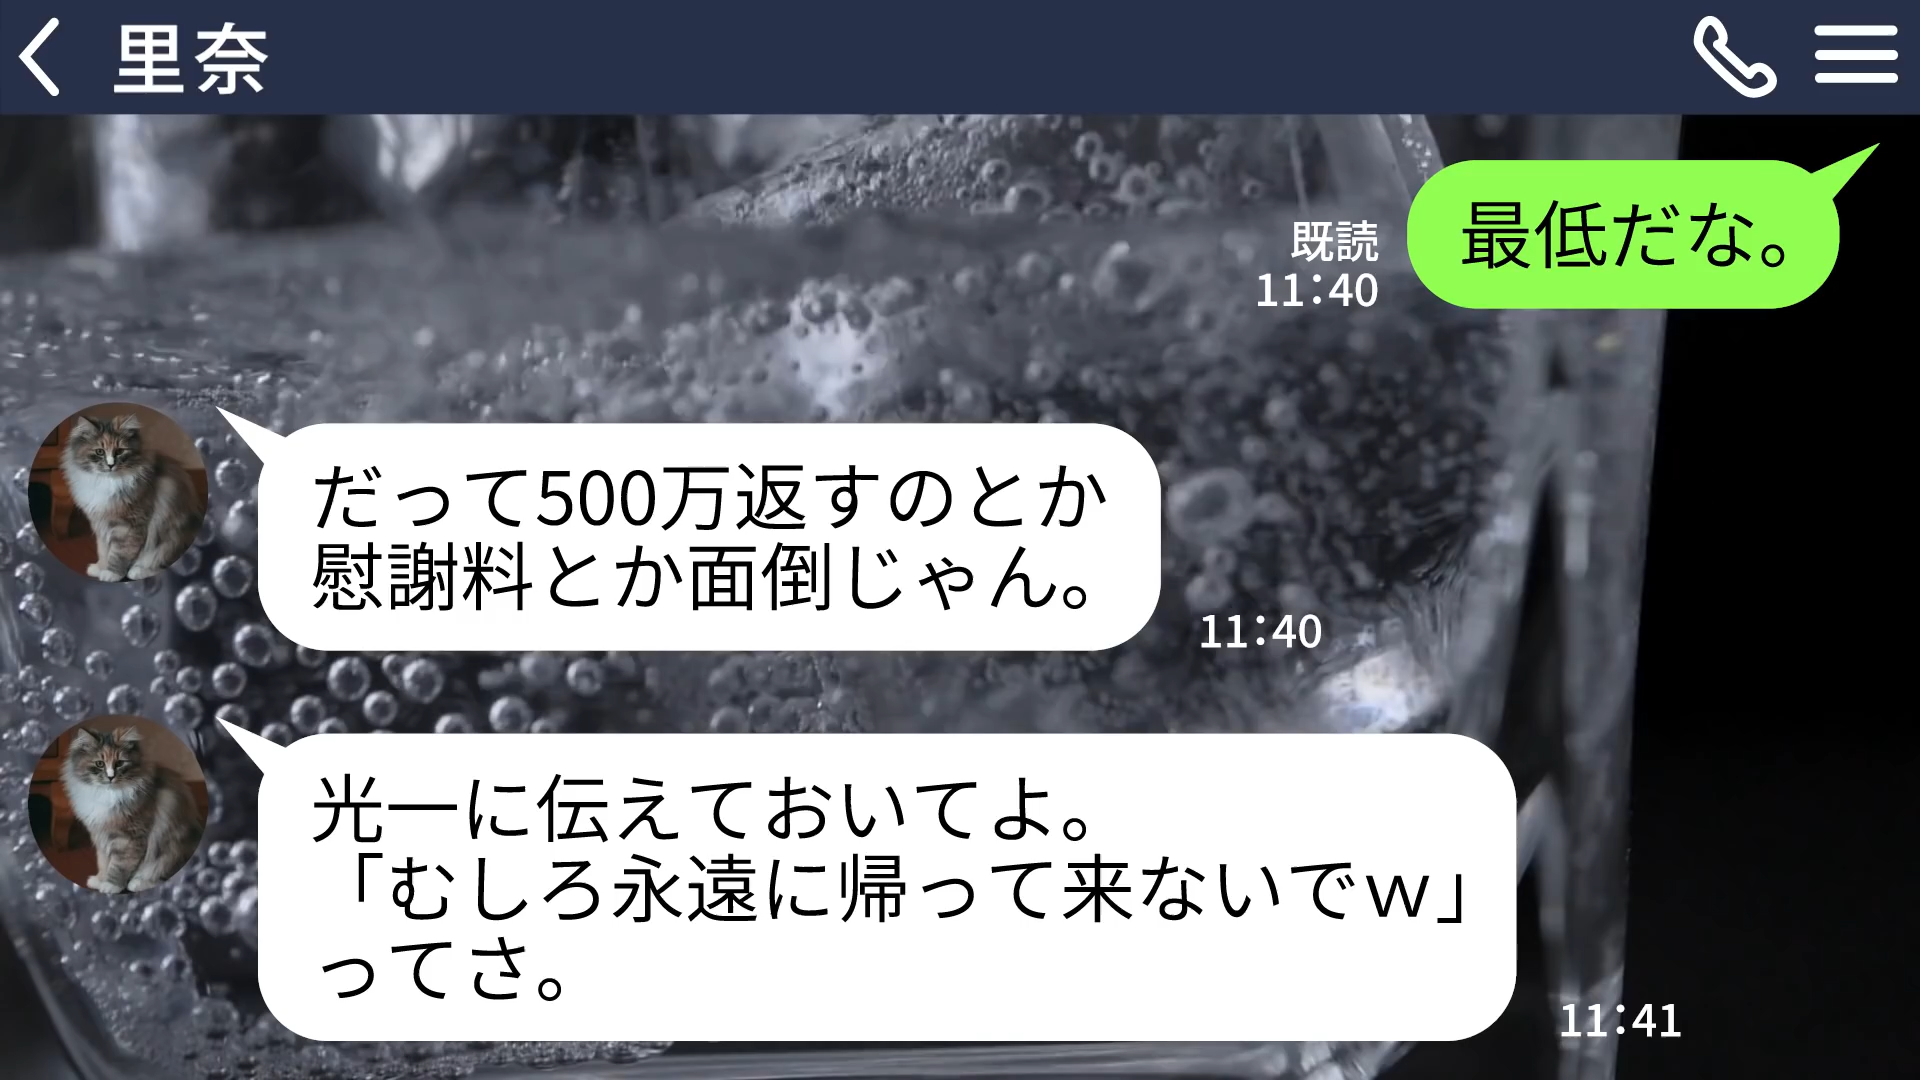 里奈
最低だな。
既読
11:40
だって500万返すのとか
慰謝料とか面倒じゃん。
11:40
光一に伝えておいてよ。
「むしろ永遠に帰って来ないでｗ」
ってさ。
11:41